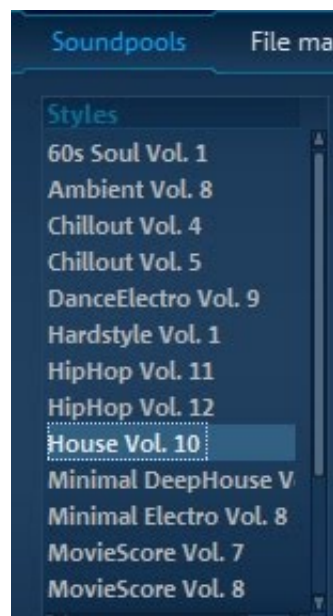 Soundpools File ma
Styles
60s Soul Vol. 1
Ambient Vol. 8
Chillout Vol. 4
Chillout Vol. 5
DanceElectro Vol. 9
Hardstyle Vol. 1
HipHop Vol. 11
HipHop Vol. 12
House Vol. 10
Minimal DeepHouse V
Minimal Electro Vol. 8
MovieScore Vol. 7
MovieScore Vol. 8